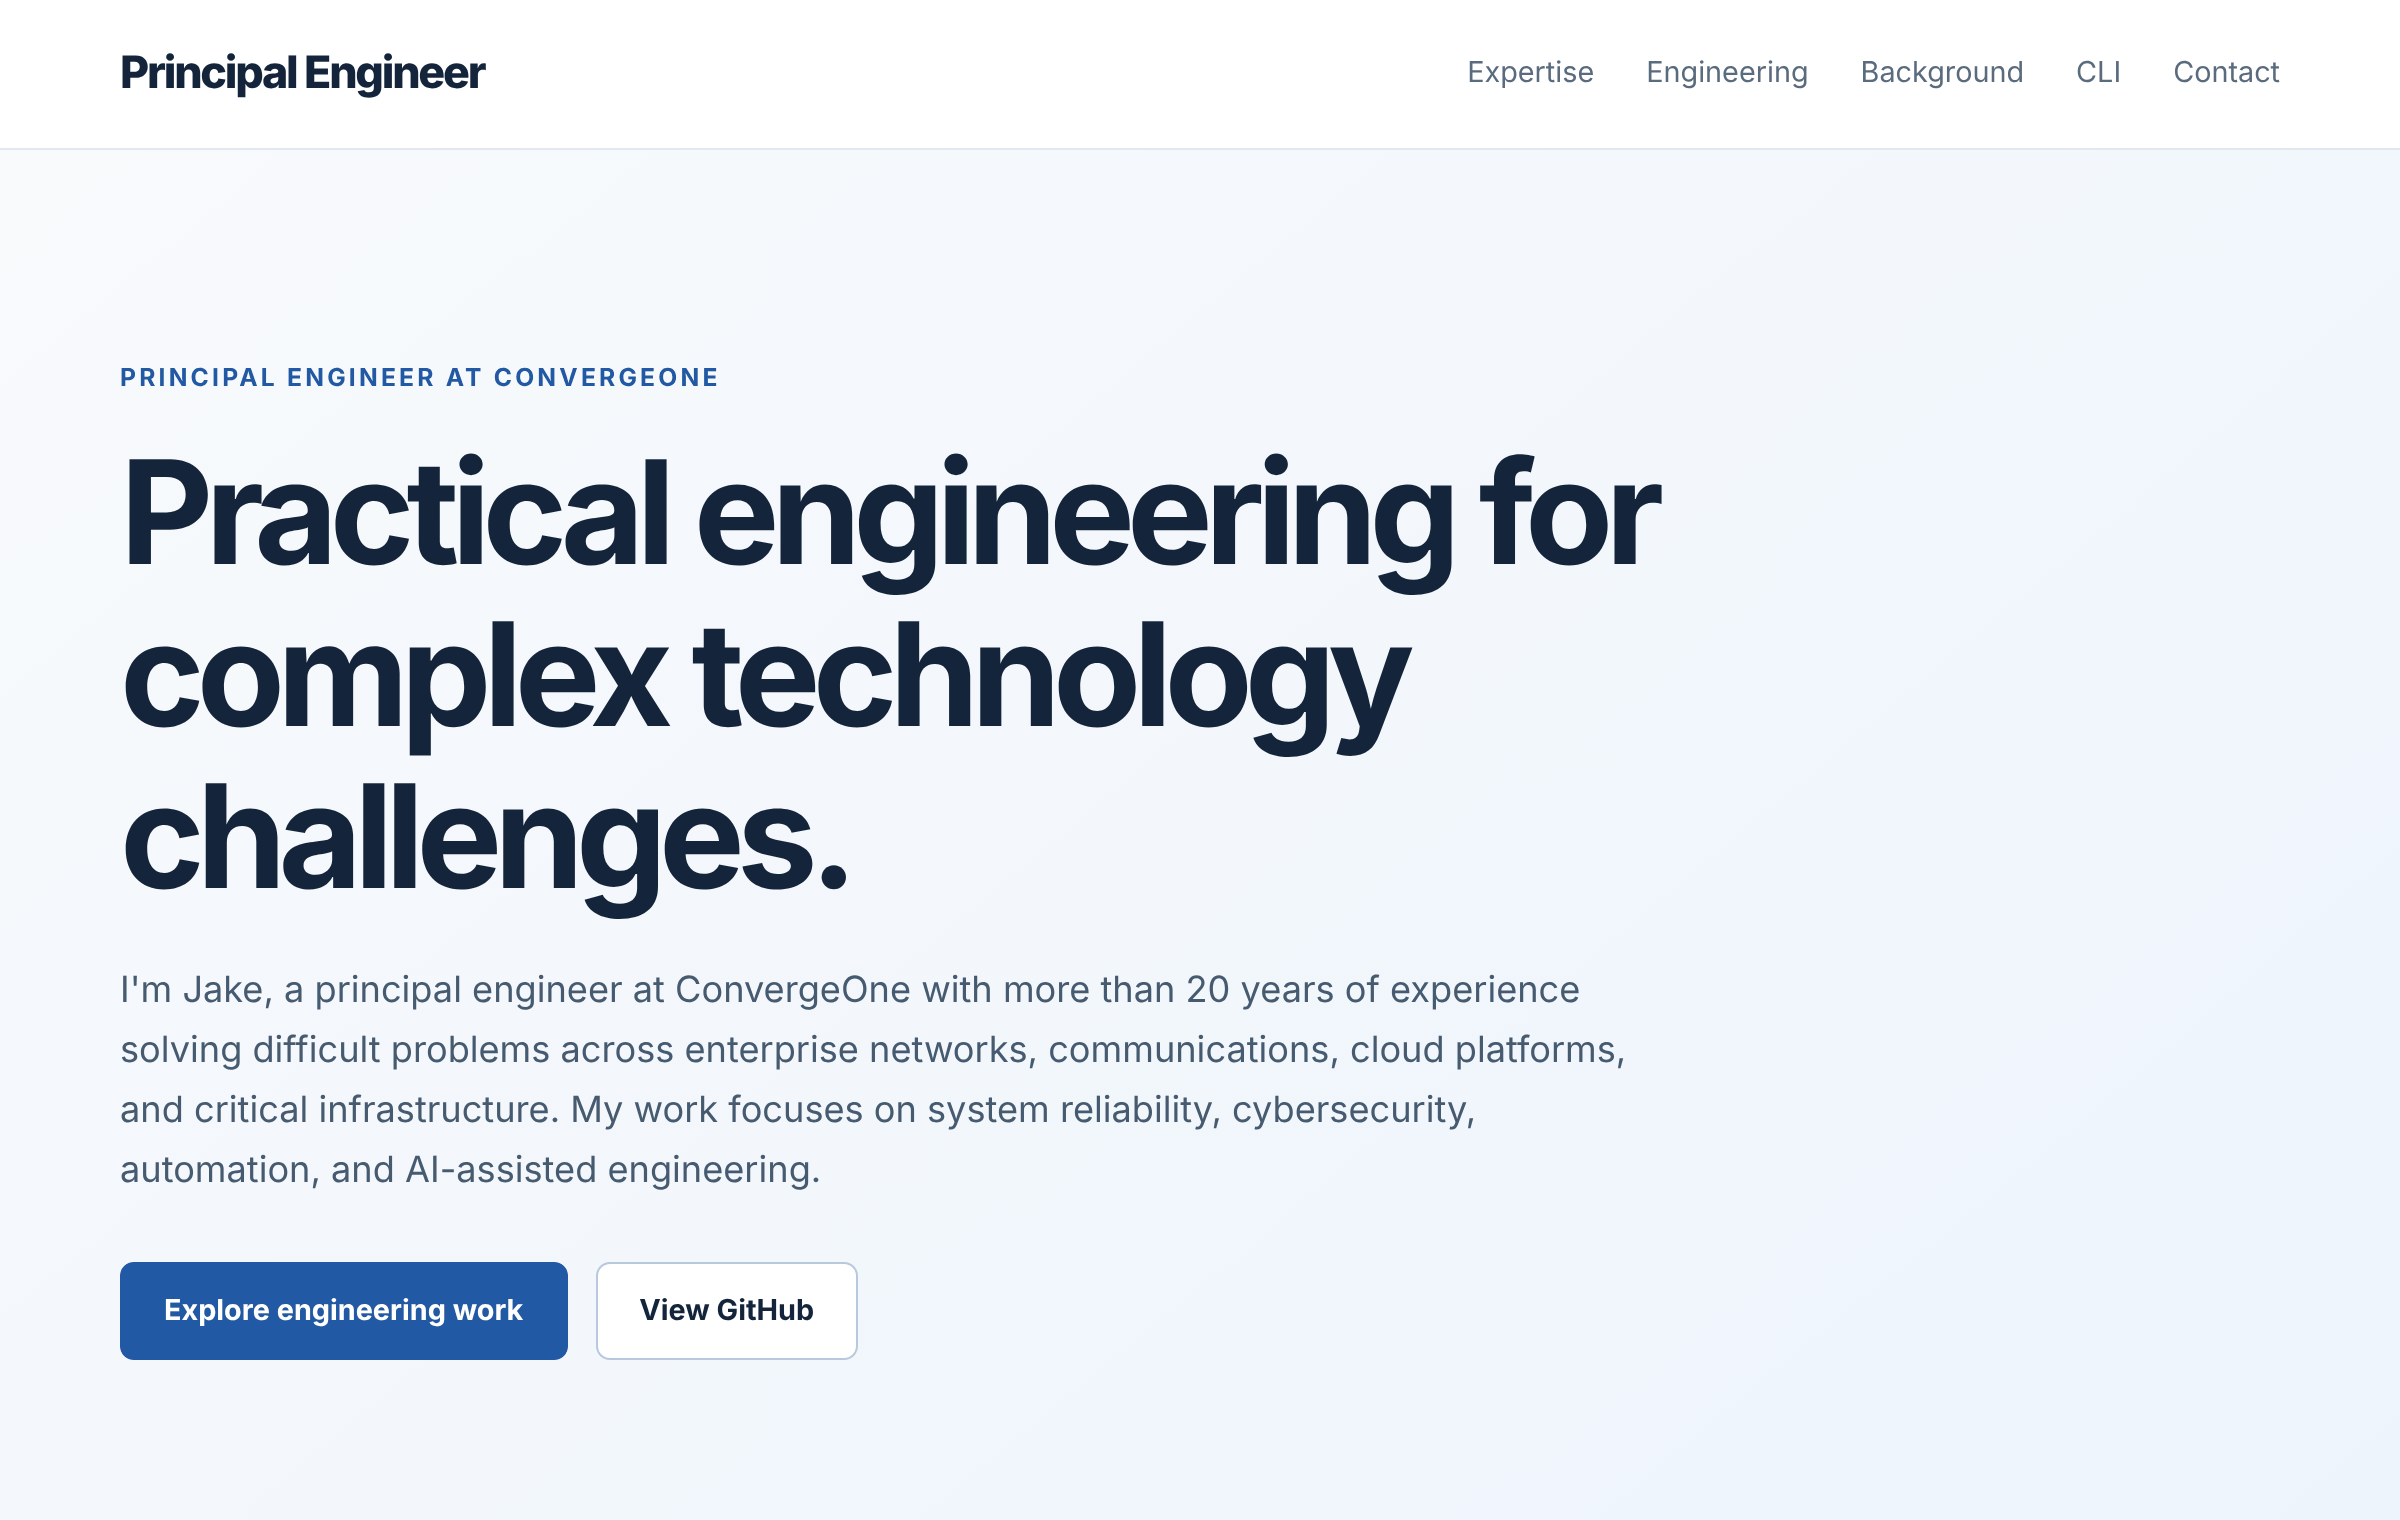 Principal Engineer
Expertise
Engineering
Background
CLI
Contact
PRINCIPAL ENGINEER AT CONVERGEONE
Practical engineering for
complex technology
challenges.
I'm Jake, a principal engineer at ConvergeOne with more than 20 years of experience
solving difficult problems across enterprise networks, communications, cloud platforms,
and critical infrastructure. My work focuses on system reliability, cybersecurity,
automation, and AI-assisted engineering.
Explore engineering work
View GitHub